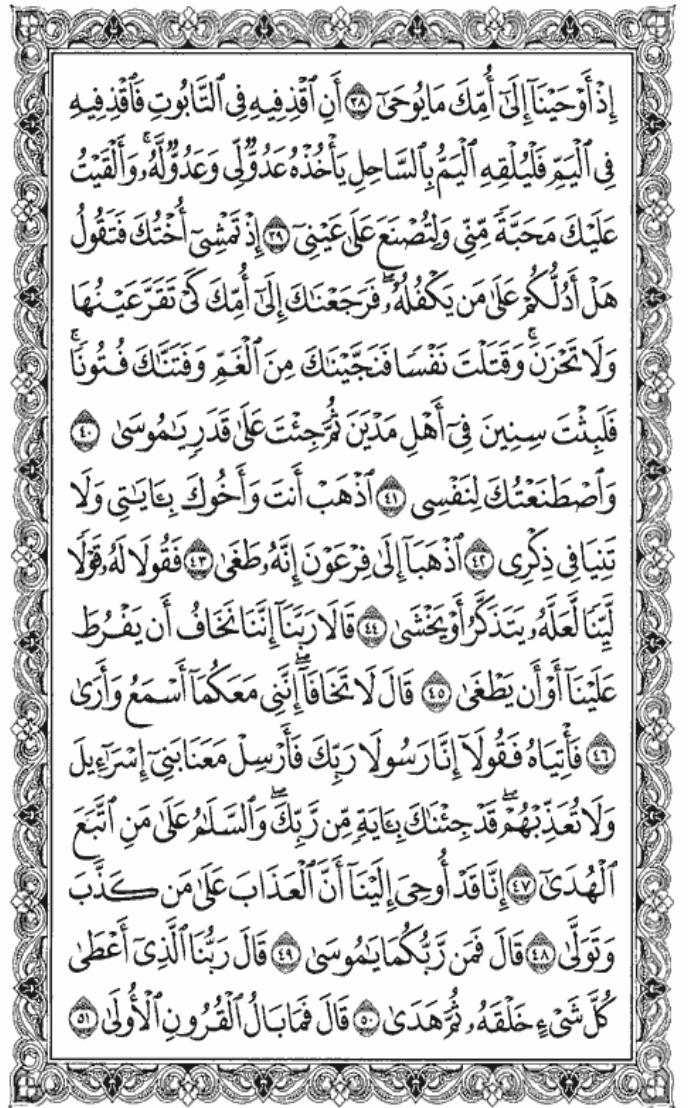 إِذْ أَوْحَيْنَآ إِلَىٰٓ أُمِّكَ مَا يُوحَىٰٓ ٣٨ أَنِ ٱقْذِفِيهِ فِى ٱلتَّابُوتِ فَٱقْذِفِيهِ
فِى ٱلْيَمِّ فَلْيُلْقِهِ ٱلْيَمُّ بِٱلسَّاحِلِ يَأْخُذْهُ عَدُوٌّ لِّى وَعَدُوٌّ لَّهُۥ ۚ وَأَلْقَيْتُ
عَلَيْكَ مَحَبَّةً مِّنِّى وَلِتُصْنَعَ عَلَىٰ عَيْنِىٓ ٣٩ إِذْ تَمْشِىٓ أُخْتُكَ فَتَقُولُ
هَلْ أَدُلُّكُمْ عَلَىٰ مَن يَكْفُلُهُۥ ۖ فَرَجَعْنَٰكَ إِلَىٰٓ أُمِّكَ كَىْ تَقَرَّ عَيْنُهَا
وَلَا تَحْزَنَ ۚ وَقَتَلْتَ نَفْسًا فَنَجَّيْنَٰكَ مِنَ ٱلْغَمِّ وَفَتَنَّٰكَ فُتُونًا ۚ
فَلَبِثْتَ سِنِينَ فِىٓ أَهْلِ مَدْيَنَ ثُمَّ جِئْتَ عَلَىٰ قَدَرٍ يَٰمُوسَىٰ ٤٠
وَٱصْطَنَعْتُكَ لِنَفْسِى ٤١ ٱذْهَبْ أَنتَ وَأَخُوكَ بِـَٔايَٰتِى وَلَا
تَنِيَا فِى ذِكْرِى ٤٢ ٱذْهَبَآ إِلَىٰ فِرْعَوْنَ إِنَّهُۥ طَغَىٰ ٤٣ فَقُولَا لَهُۥ قَوْلًا
لَّيِّنًا لَّعَلَّهُۥ يَتَذَكَّرُ أَوْ يَخْشَىٰ ٤٤ قَالَا رَبَّنَآ إِنَّنَا نَخَافُ أَن يَفْرُطَ
عَلَيْنَآ أَوْ أَن يَطْغَىٰ ٤٥ قَالَ لَا تَخَافَآ ۖ إِنَّنِى مَعَكُمَآ أَسْمَعُ وَأَرَىٰ
٤٦ فَأْتِيَاهُ فَقُولَآ إِنَّا رَسُولَا رَبِّكَ فَأَرْسِلْ مَعَنَا بَنِىٓ إِسْرَٰٓءِيلَ
وَلَا تُعَذِّبْهُمْ ۖ قَدْ جِئْنَٰكَ بِـَٔايَةٍ مِّن رَّبِّكَ ۖ وَٱلسَّلَٰمُ عَلَىٰ مَنِ ٱتَّبَعَ
ٱلْهُدَىٰٓ ٤٧ إِنَّا قَدْ أُوحِىَ إِلَيْنَآ أَنَّ ٱلْعَذَابَ عَلَىٰ مَن كَذَّبَ
وَتَوَلَّىٰ ٤٨ قَالَ فَمَن رَّبُّكُمَا يَٰمُوسَىٰ ٤٩ قَالَ رَبُّنَا ٱلَّذِىٓ أَعْطَىٰ
كُلَّ شَىْءٍ خَلْقَهُۥ ثُمَّ هَدَىٰ ٥٠ قَالَ فَمَا بَالُ ٱلْقُرُونِ ٱلْأُولَىٰ ٥١